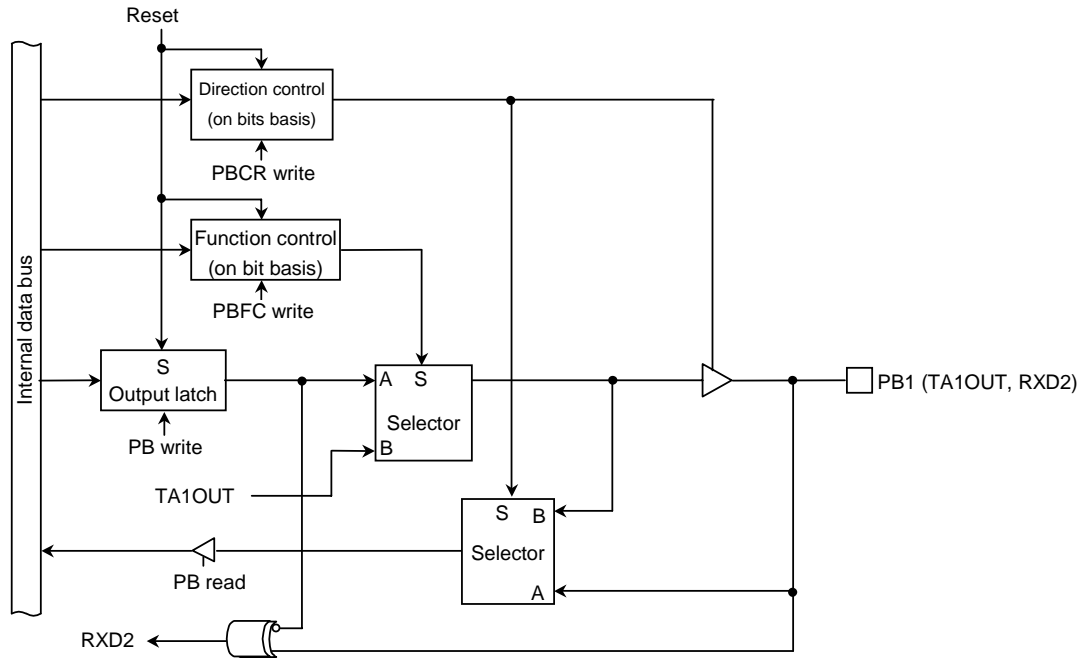 Reset
Direction control
(on bits basis)
PBCR write
Function control
(on bit basis)
PBFC write
Internal data bus
S
Output latch
PB write
A S
Selector
B
TA1OUT
PB1 (TA1OUT, RXD2)
S B
Selector
A
PB read
RXD2